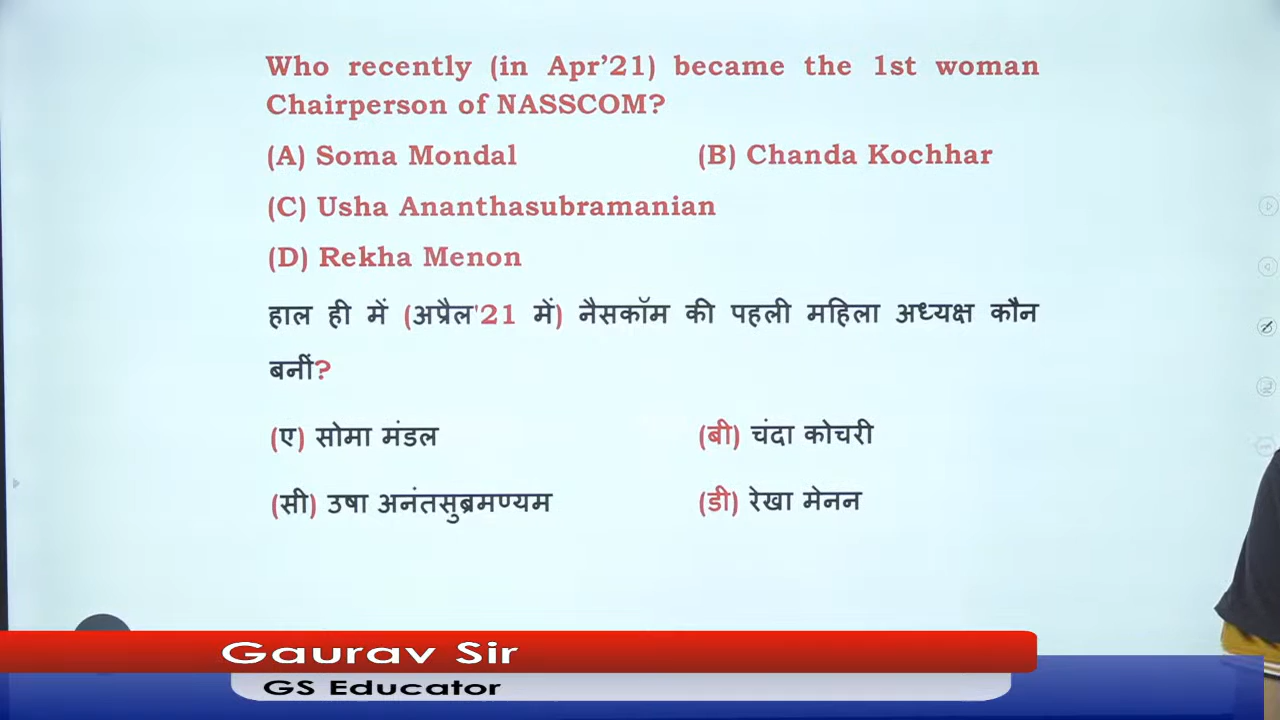 Who recently (in Apr’21) became the 1st woman
Chairperson of NASSCOM?
(A) Soma Mondal (B) Chanda Kochhar
(C) Usha Ananthasubramanian
(D) Rekha Menon
हाल ही में (अप्रैल'21 में) नैसकॉम की पहली महिला अध्यक्ष कौन
बनीं?
(ए) सोमा मंडल (बी) चंदा कोचरी
(सी) उषा अनंतसुब्रमण्यम (डी) रेखा मेनन
Gaurav Sir
GS Educator